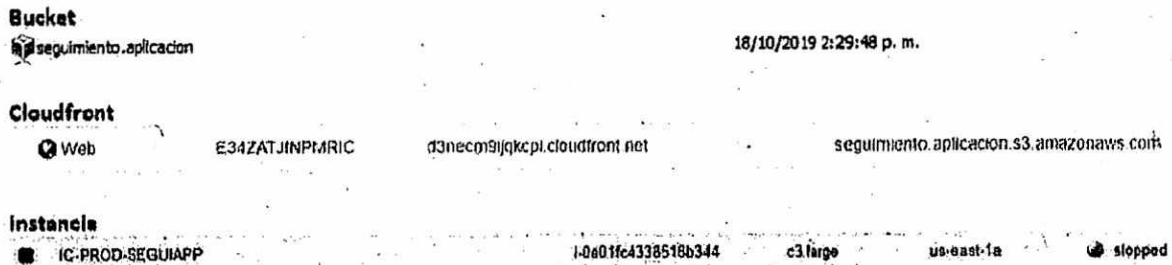 Bucket
seguimiento.aplicacion 18/10/2019 2:29:48 p. m.
Cloudfront
Web E34ZATJINPMRIC d3necm9ijqkcpl.cloudfront.net seguimiento.aplicacion.s3.amazonaws.com
Instancia
IC-PROD-SEGUIAPP i-0a01fc4338518b344 c3.large us-east-1a stopped